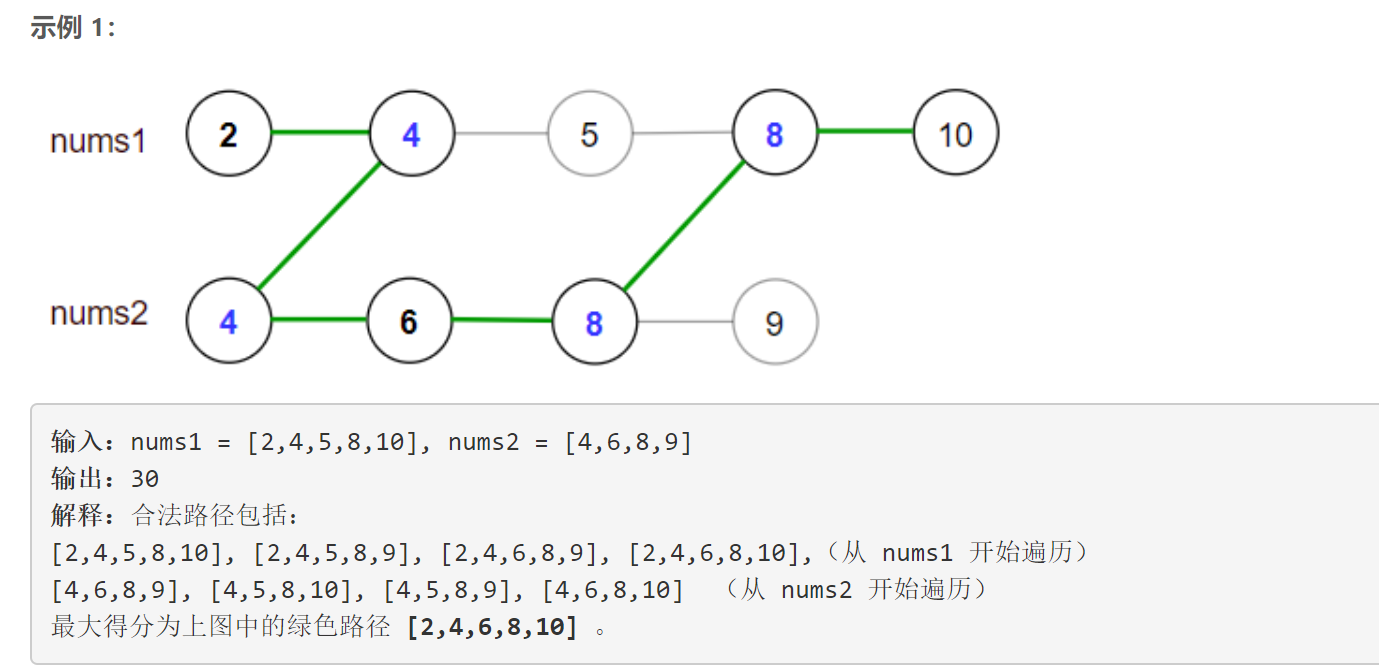 示例 1：
nums1 2 4 5 8 10
nums2 4 6 8 9
输入：nums1 = [2,4,5,8,10], nums2 = [4,6,8,9]
输出：30
解释：合法路径包括：
[2,4,5,8,10], [2,4,5,8,9], [2,4,6,8,9], [2,4,6,8,10],（从 nums1 开始遍历）
[4,6,8,9], [4,5,8,10], [4,5,8,9], [4,6,8,10]  （从 nums2 开始遍历）
最大得分为上图中的绿色路径 [2,4,6,8,10] 。